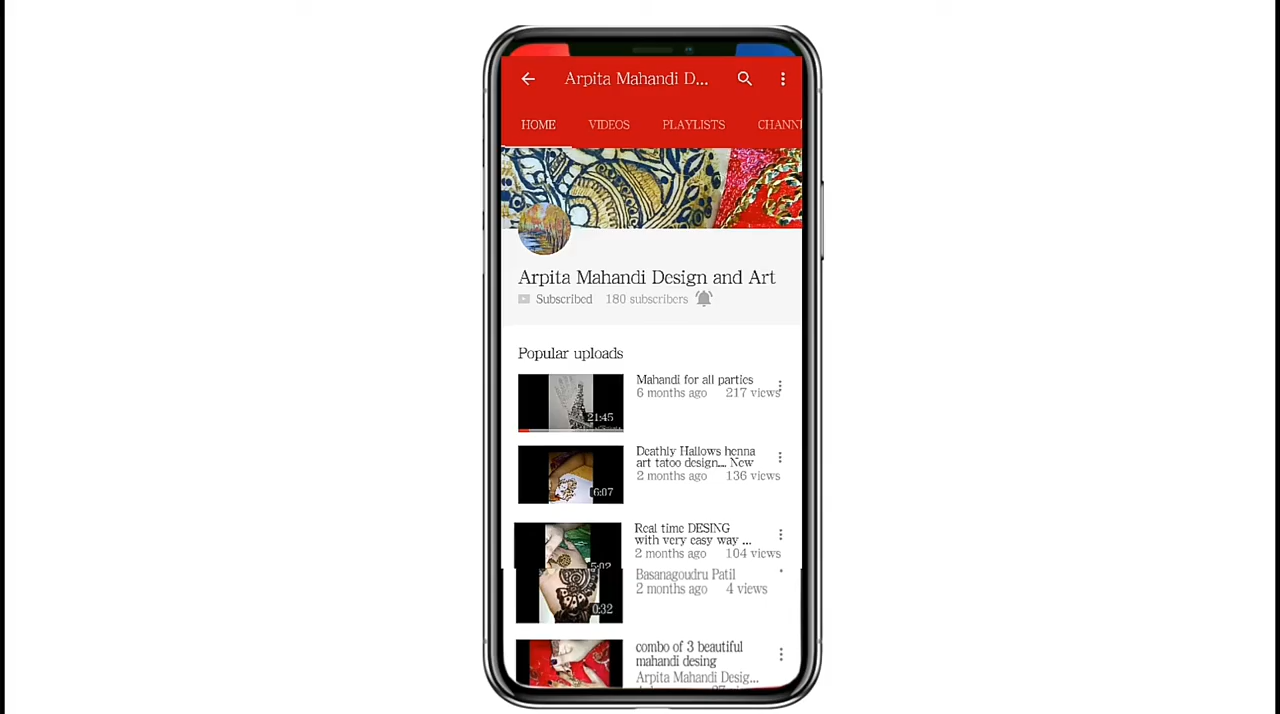 Arpita Mahandi D...
HOME VIDEOS PLAYLISTS CHANN
Arpita Mahandi Design and Art
Subscribed 180 subscribers
Popular uploads
Mahandi for all parties
6 months ago 217 views
21:45
Deathly Hallows henna
art tatoo design.... New
2 months ago 136 views
6:07
Real time DESING
with very easy way ...
2 months ago 104 views
5:02
Basanagoudru Patil
2 months ago 4 views
0:32
combo of 3 beautiful
mahandi desing
Arpita Mahandi Desig...